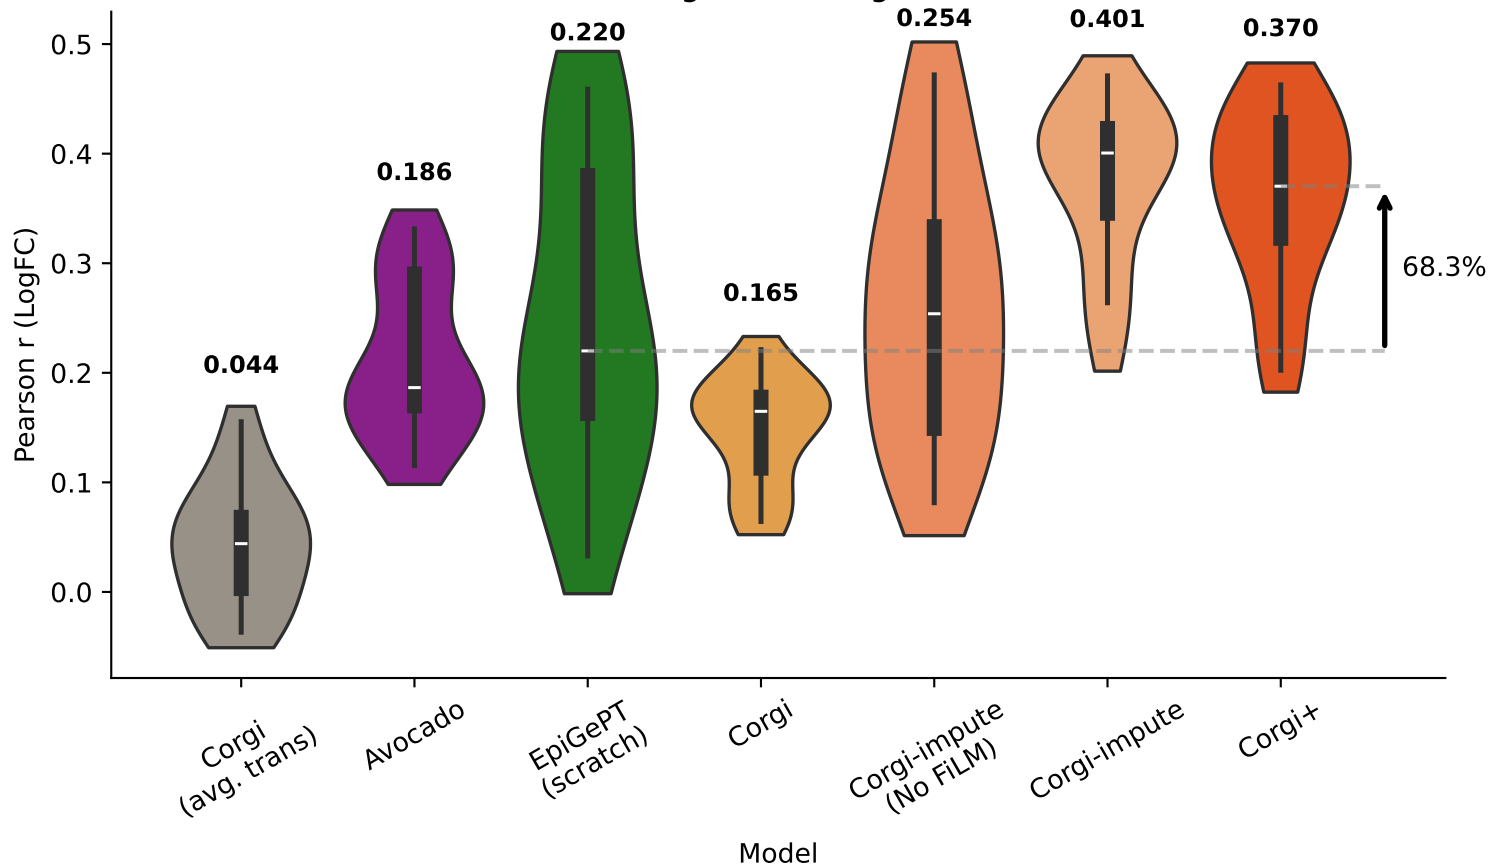 0.254
0.401
0.370
0.220
0.186
0.165
0.044
0.5
0.4
0.3
0.2
0.1
0.0
Pearson r (LogFC)
68.3%
Corgi
(avg. trans)
Avocado
EpiGePT
(scratch)
Corgi
Corgi-impute
(No FiLM)
Corgi-impute
Corgi+
Model